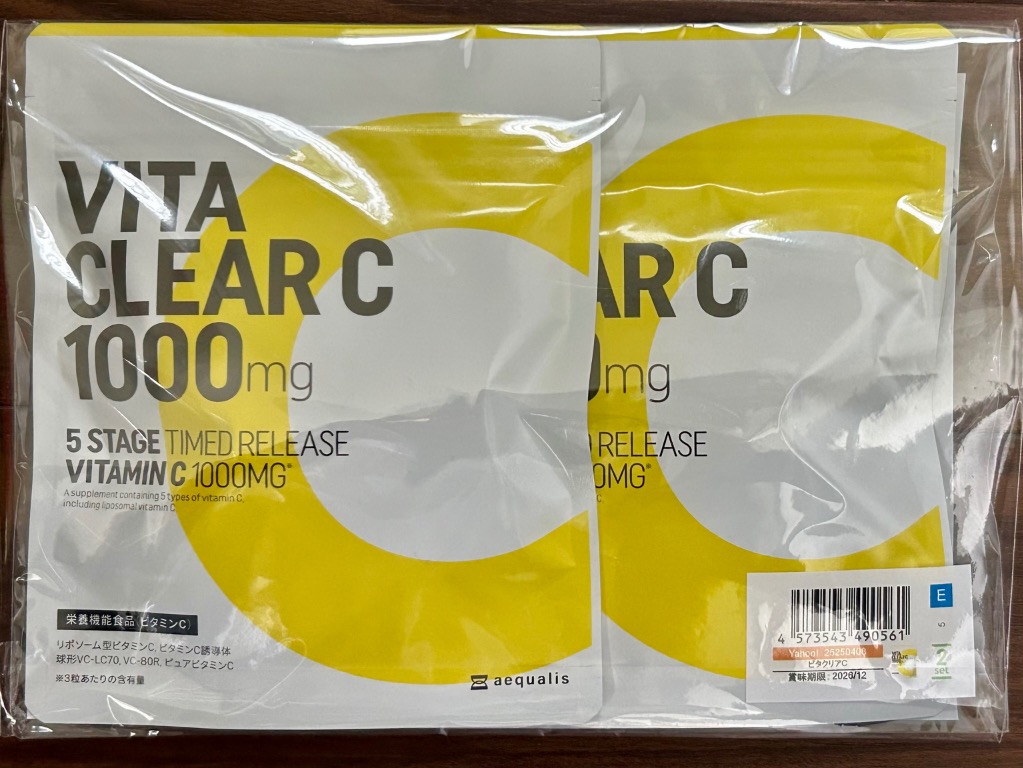 VITA
CLEAR C
1000mg
5 STAGE TIMED RELEASE
VITAMIN C 1000MG※
A supplement containing 5 types of vitamin C,
including liposomal vitamin C.
栄養機能食品（ビタミンC）
リポソーム型ビタミンC, ビタミンC誘導体
球形VC-LC70, VC-80R, ピュアビタミンC
※3粒あたりの含有量
aequalis
AR C
0mg
D RELEASE
0MG※
C
E
4 573543 490561
5
Yahoo! 25250408
ビタクリアC
2
set
賞味期限: 2026/12